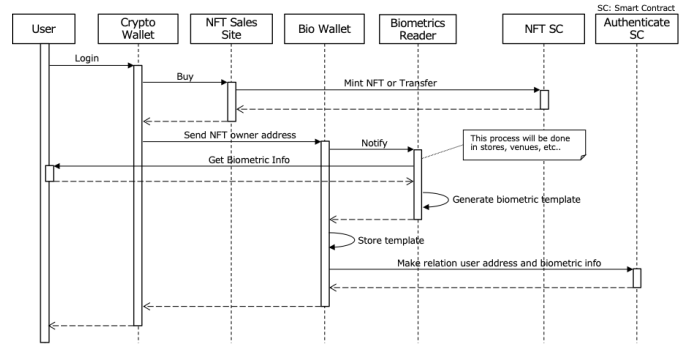 SC: Smart Contract
User
Crypto
Wallet
NFT Sales
Site
Bio Wallet
Biometrics
Reader
NFT SC
Authenticate
SC
Login
Buy
Mint NFT or Transfer
Send NFT owner address
Notify
This process will be done
in stores, venues, etc..
Get Biometric Info
Generate biometric template
Store template
Make relation user address and biometric info